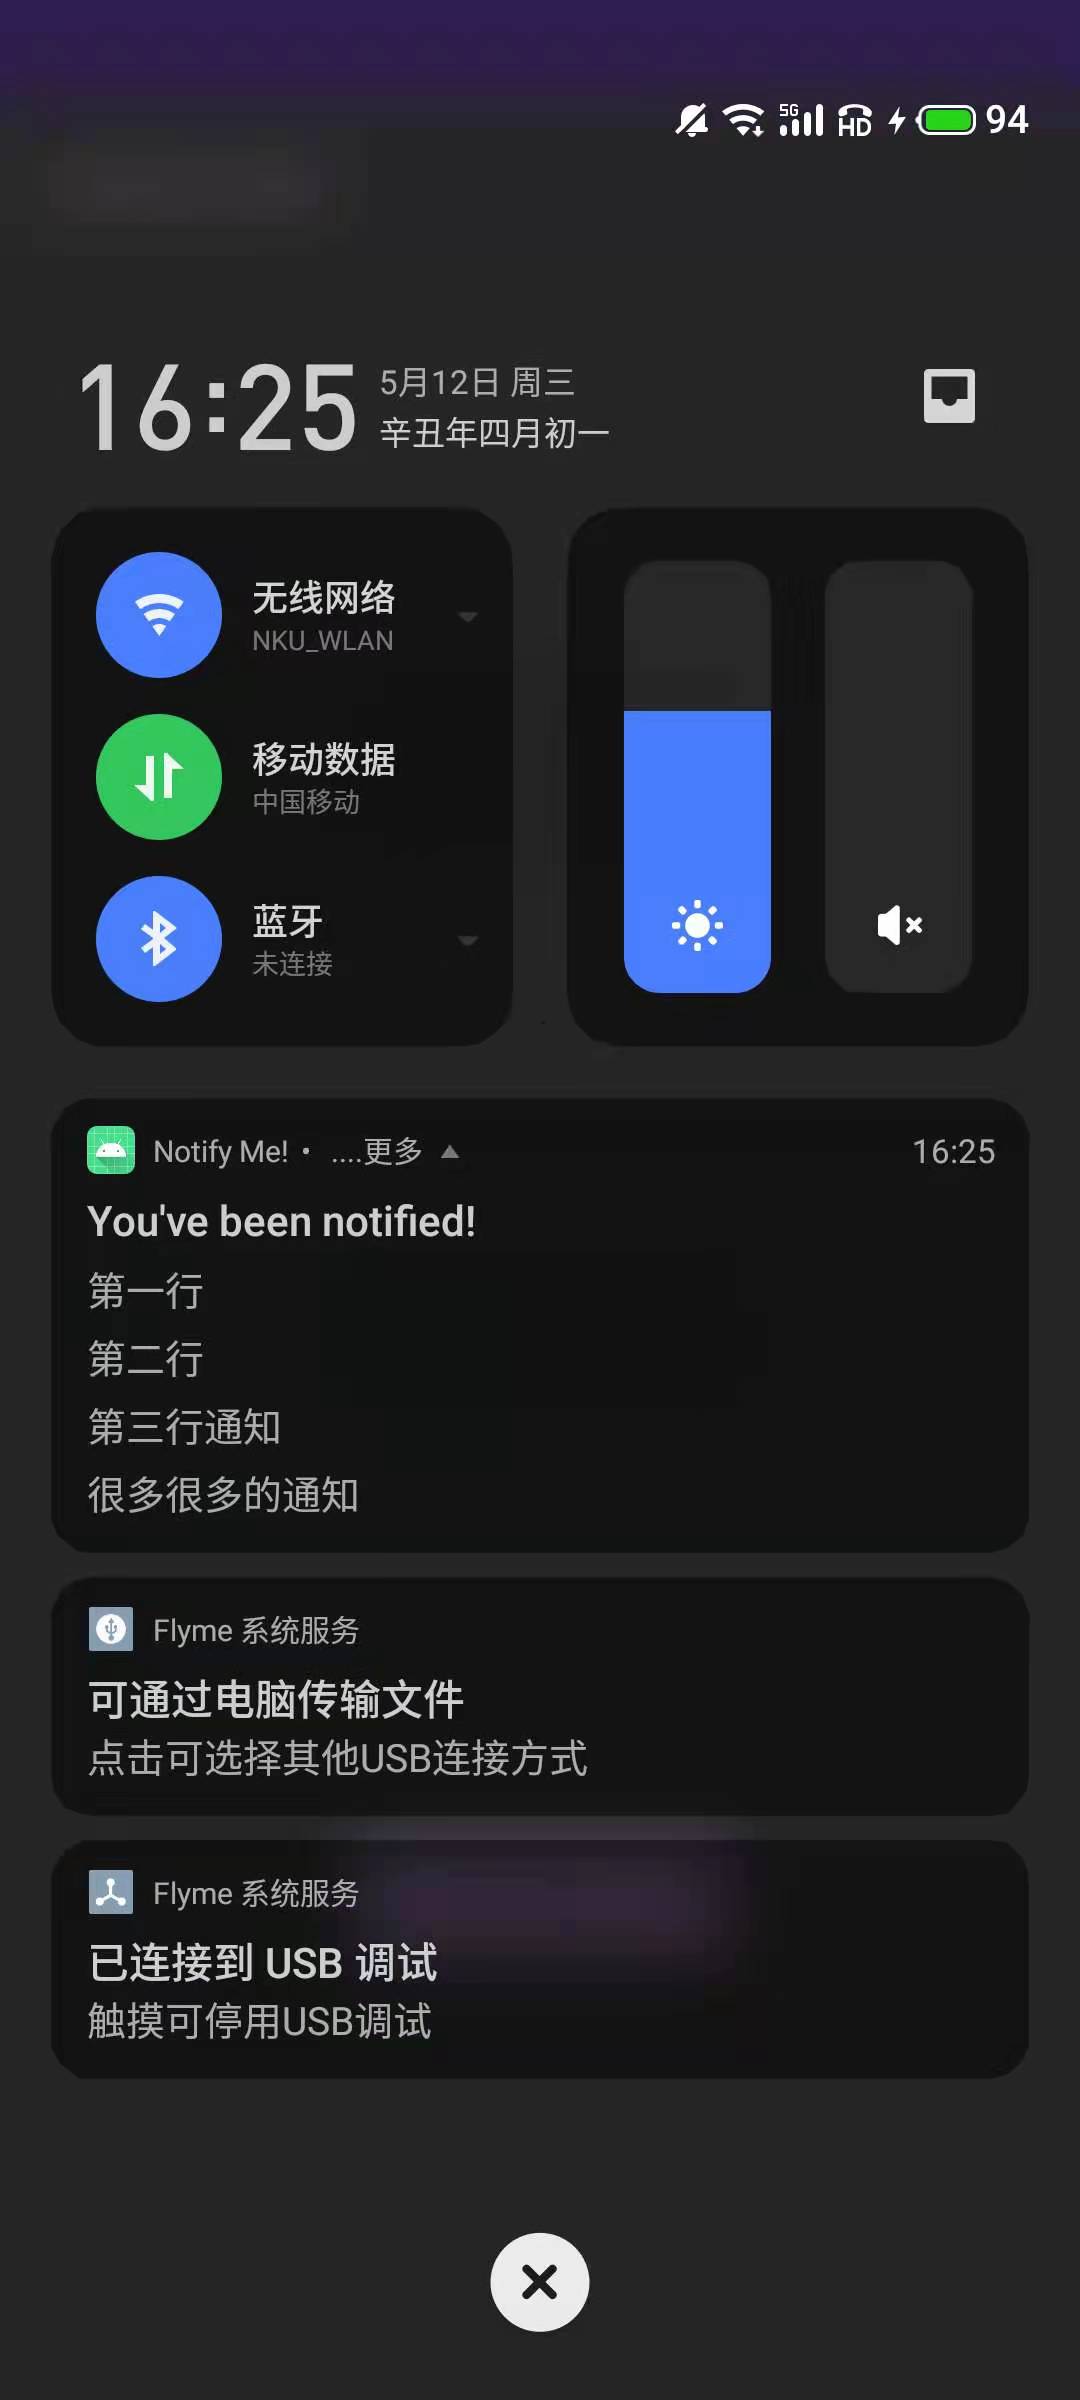 5G HD 94
16:25
5月12日 周三
辛丑年四月初一
无线网络
NKU_WLAN
移动数据
中国移动
蓝牙
未连接
Notify Me! • ....更多 16:25
You've been notified!
第一行
第二行
第三行通知
很多很多的通知
Flyme 系统服务
可通过电脑传输文件
点击可选择其他USB连接方式
Flyme 系统服务
已连接到 USB 调试
触摸可停用USB调试